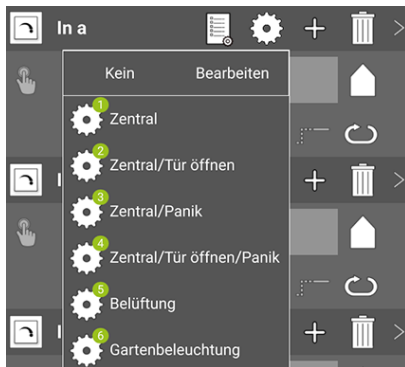 In a
Kein Bearbeiten
1 Zentral
2 Zentral/Tür öffnen
3 Zentral/Panik
4 Zentral/Tür öffnen/Panik
5 Belüftung
6 Gartenbeleuchtung